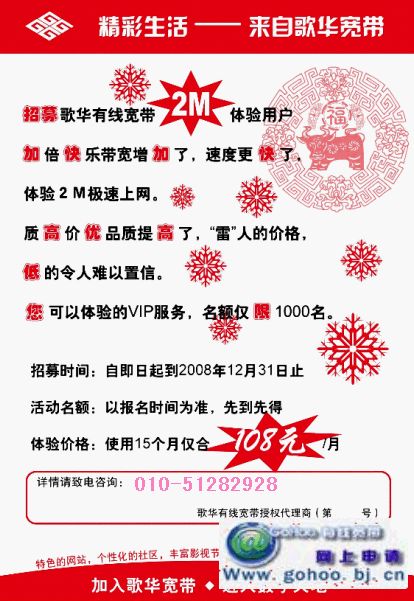 精彩生活 —— 来自歌华宽带
福
招募歌华有线宽带 2M 体验用户
加倍快乐带宽增加了，速度更快了，
体验2M极速上网。
质高价优品质提高了，“雷”人的价格，
低的令人难以置信。
您可以体验的VIP服务，名额仅限1000名。
招募时间：自即日起到2008年12月31日止
活动名额：以报名时间为准，先到先得
体验价格：使用15个月仅合 108元 /月
详情请致电咨询：010-51282928
歌华有线宽带授权代理商（第 号）
特色的网站，个性化的社区，丰富影视节
Gohoo
网上申请
www.gohoo.bj.cn
加入歌华宽带 ◆